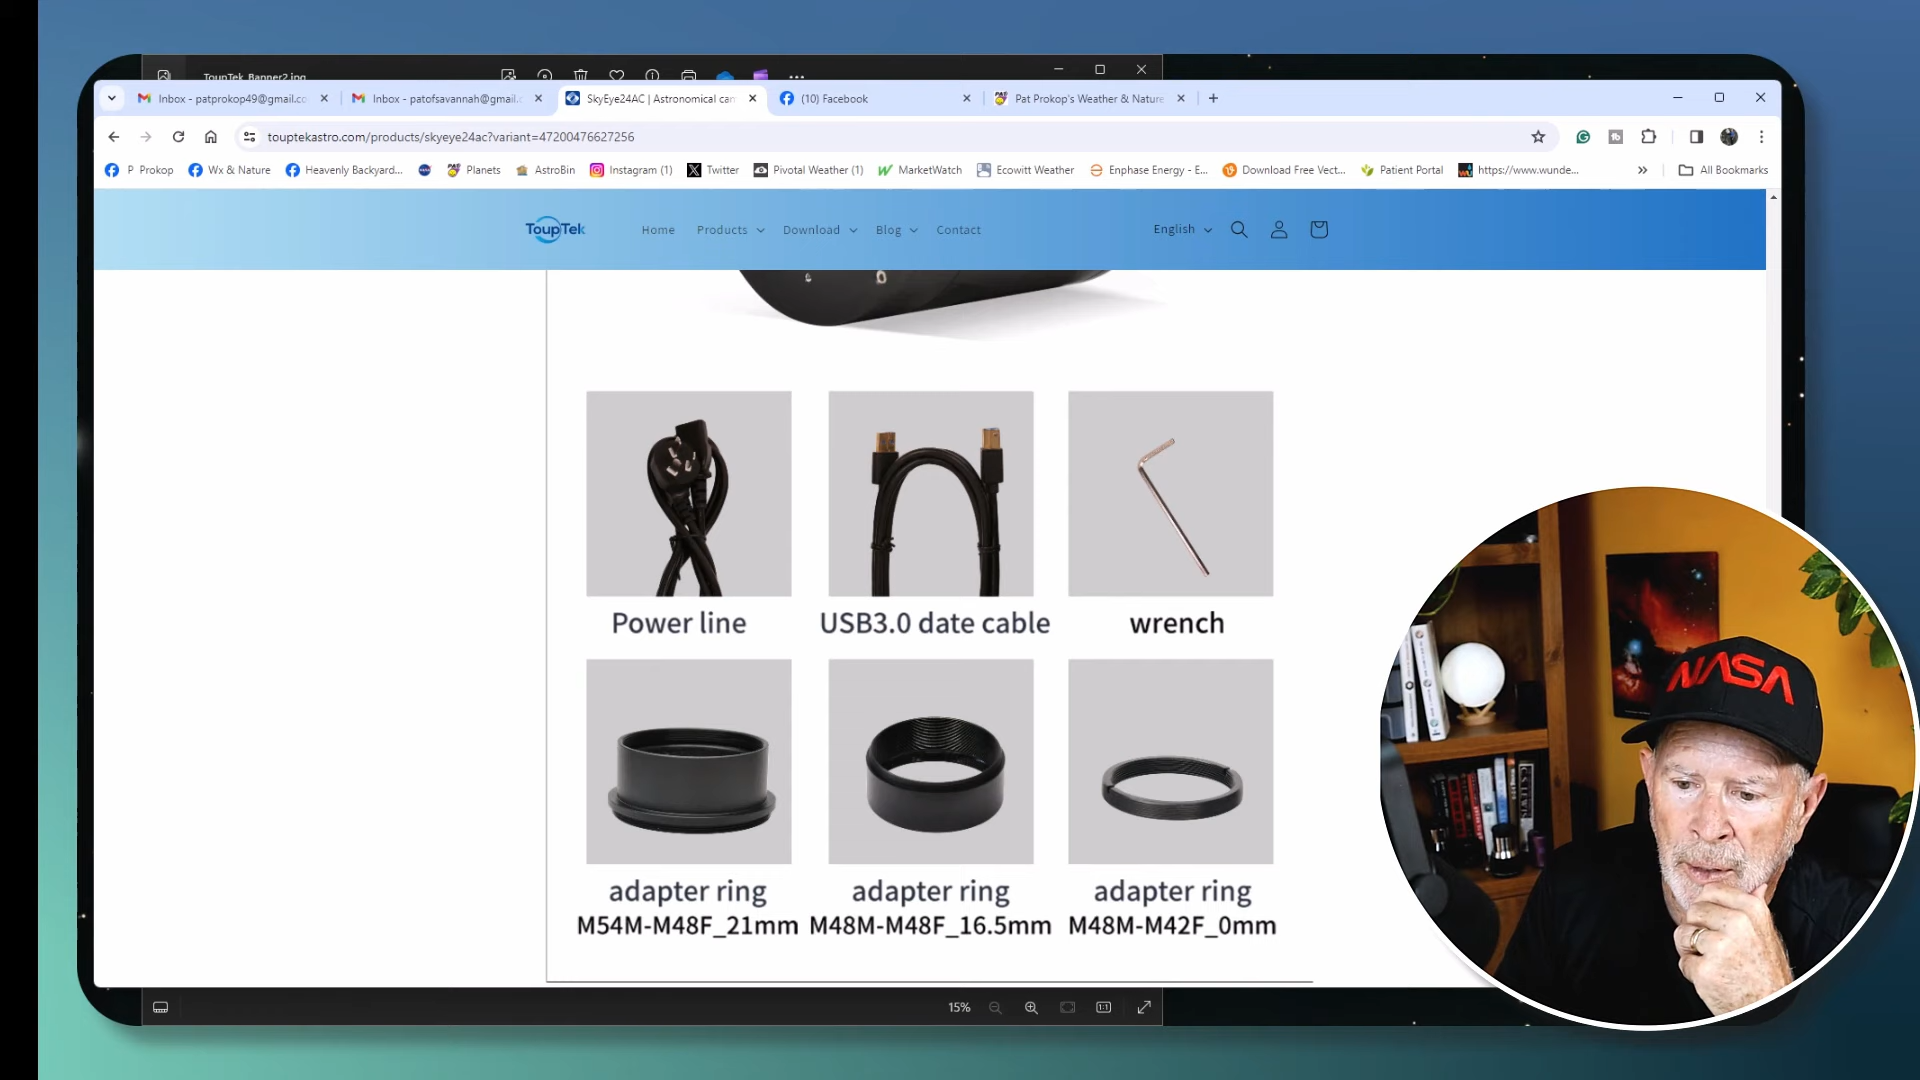 ToupTek_Banner2.jpg
Inbox - patprokop49@gmail.co
Inbox - patofsavannah@gmail.c
SkyEye24AC | Astronomical can
(10) Facebook
Pat Prokop's Weather & Nature
touptekastro.com/products/skyeye24ac?variant=47200476627256
P Prokop
Wx & Nature
Heavenly Backyard...
Planets
AstroBin
Instagram (1)
Twitter
Pivotal Weather (1)
MarketWatch
Ecowitt Weather
Enphase Energy - E...
Download Free Vect...
Patient Portal
https://www.wunde...
All Bookmarks
ToupTek
Home
Products
Download
Blog
Contact
English
Power line
USB3.0 date cable
wrench
adapter ring
M54M-M48F_21mm
adapter ring
M48M-M48F_16.5mm
adapter ring
M48M-M42F_0mm
NASA
15%